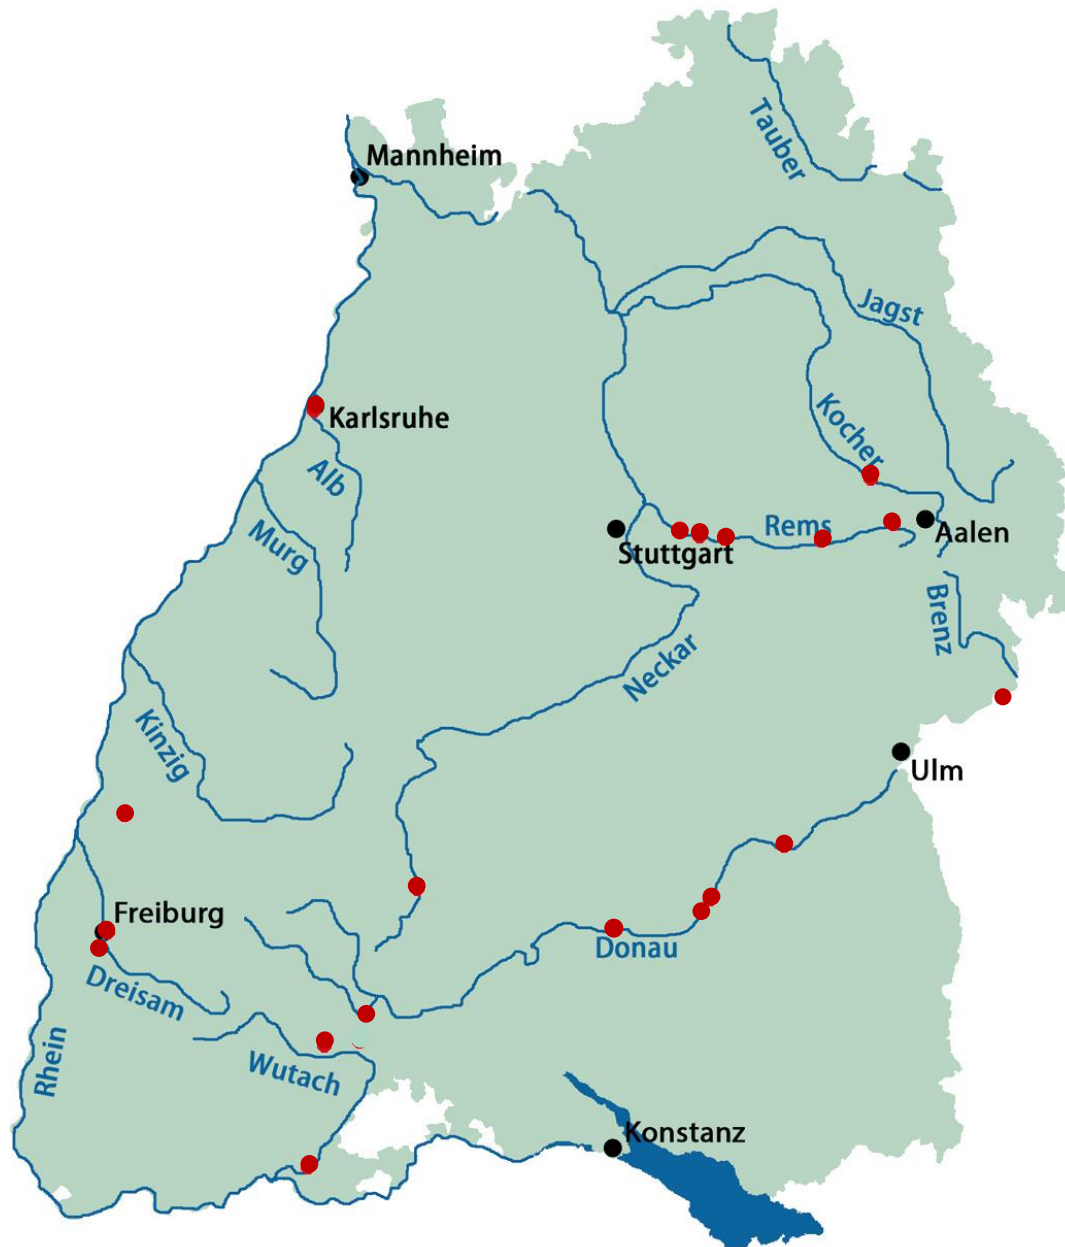 Tauber
Mannheim
Jagst
Karlsruhe
Kocher
Alb
Rems
Aalen
Murg
Stuttgart
Brenz
Neckar
Kinzig
Ulm
Freiburg
Donau
Dreisam
Rhein
Wutach
Konstanz